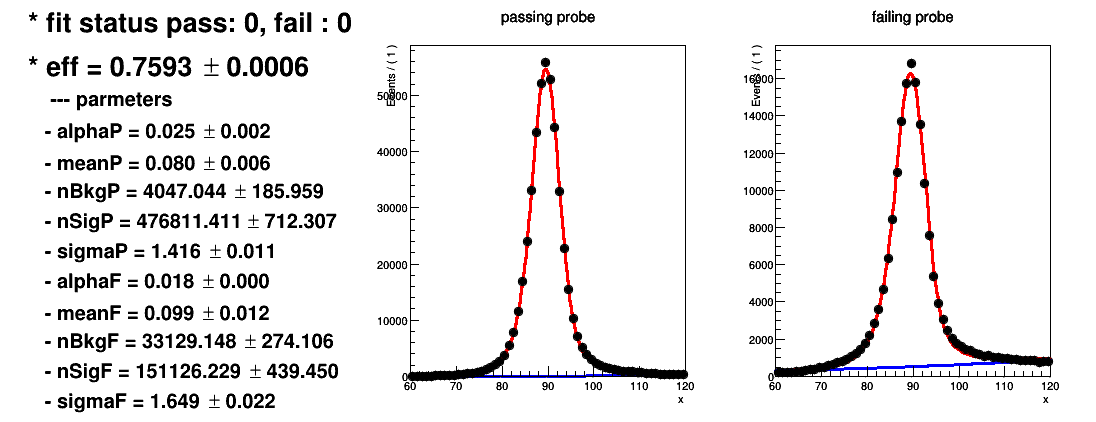 * fit status pass: 0, fail : 0
* eff = 0.7593 ± 0.0006
--- parmeters
- alphaP = 0.025 ± 0.002
- meanP = 0.080 ± 0.006
- nBkgP = 4047.044 ± 185.959
- nSigP = 476811.411 ± 712.307
- sigmaP = 1.416 ± 0.011
- alphaF = 0.018 ± 0.000
- meanF = 0.099 ± 0.012
- nBkgF = 33129.148 ± 274.106
- nSigF = 151126.229 ± 439.450
- sigmaF = 1.649 ± 0.022
passing probe
Events / ( 1 )
50000
40000
30000
20000
10000
0
60 70 80 90 100 110 120
x
failing probe
Events / ( 1 )
16000
14000
12000
10000
8000
6000
4000
2000
0
60 70 80 90 100 110 120
x